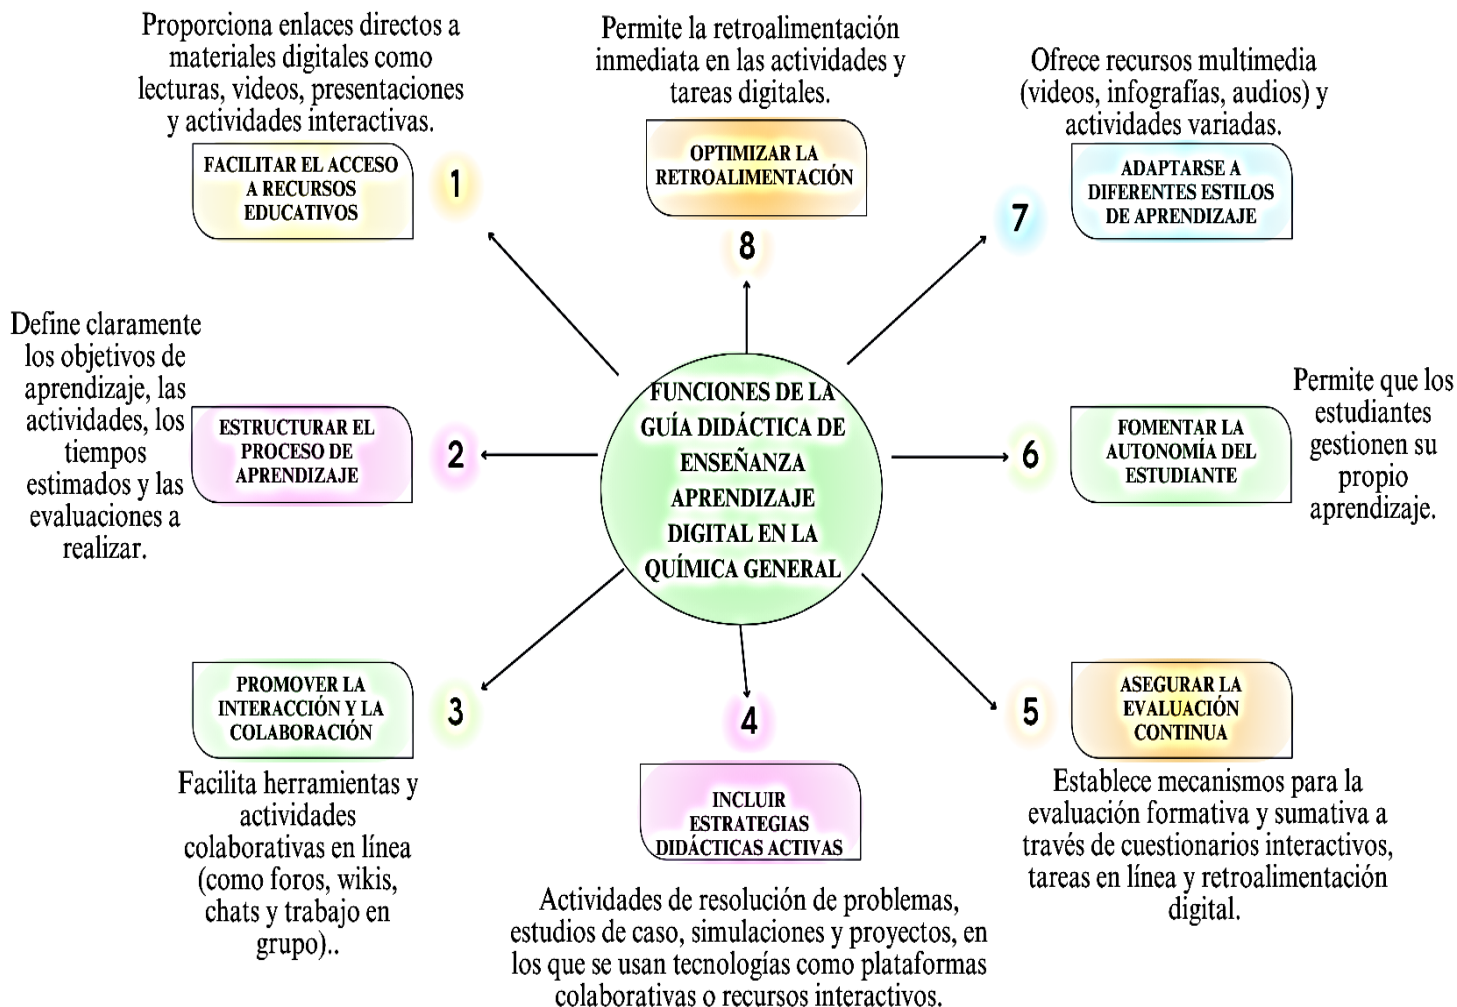 Proporciona enlaces directos a
materiales digitales como
lecturas, videos, presentaciones
y actividades interactivas.
FACILITAR EL ACCESO
A RECURSOS
EDUCATIVOS
1
Permite la retroalimentación
inmediata en las actividades y
tareas digitales.
OPTIMIZAR LA
RETROALIMENTACIÓN
8
Ofrece recursos multimedia
(videos, infografías, audios) y
actividades variadas.
ADAPTARSE A
DIFERENTES ESTILOS
DE APRENDIZAJE
7
Define claramente
los objetivos de
aprendizaje, las
actividades, los
tiempos
estimados y las
evaluaciones a
realizar.
ESTRUCTURAR EL
PROCESO DE
APRENDIZAJE
2
FUNCIONES DE LA
GUÍA DIDÁCTICA DE
ENSEÑANZA
APRENDIZAJE
DIGITAL EN LA
QUÍMICA GENERAL
6
FOMENTAR LA
AUTONOMÍA DEL
ESTUDIANTE
Permite que los
estudiantes
gestionen su
propio
aprendizaje.
PROMOVER LA
INTERACCIÓN Y LA
COLABORACIÓN
3
Facilita herramientas y
actividades
colaborativas en línea
(como foros, wikis,
chats y trabajo en
grupo)..
4
INCLUIR
ESTRATEGIAS
DIDÁCTICAS ACTIVAS
Actividades de resolución de problemas,
estudios de caso, simulaciones y proyectos, en
los que se usan tecnologías como plataformas
colaborativas o recursos interactivos.
5
ASEGURAR LA
EVALUACIÓN
CONTINUA
Establece mecanismos para la
evaluación formativa y sumativa a
través de cuestionarios interactivos,
tareas en línea y retroalimentación
digital.